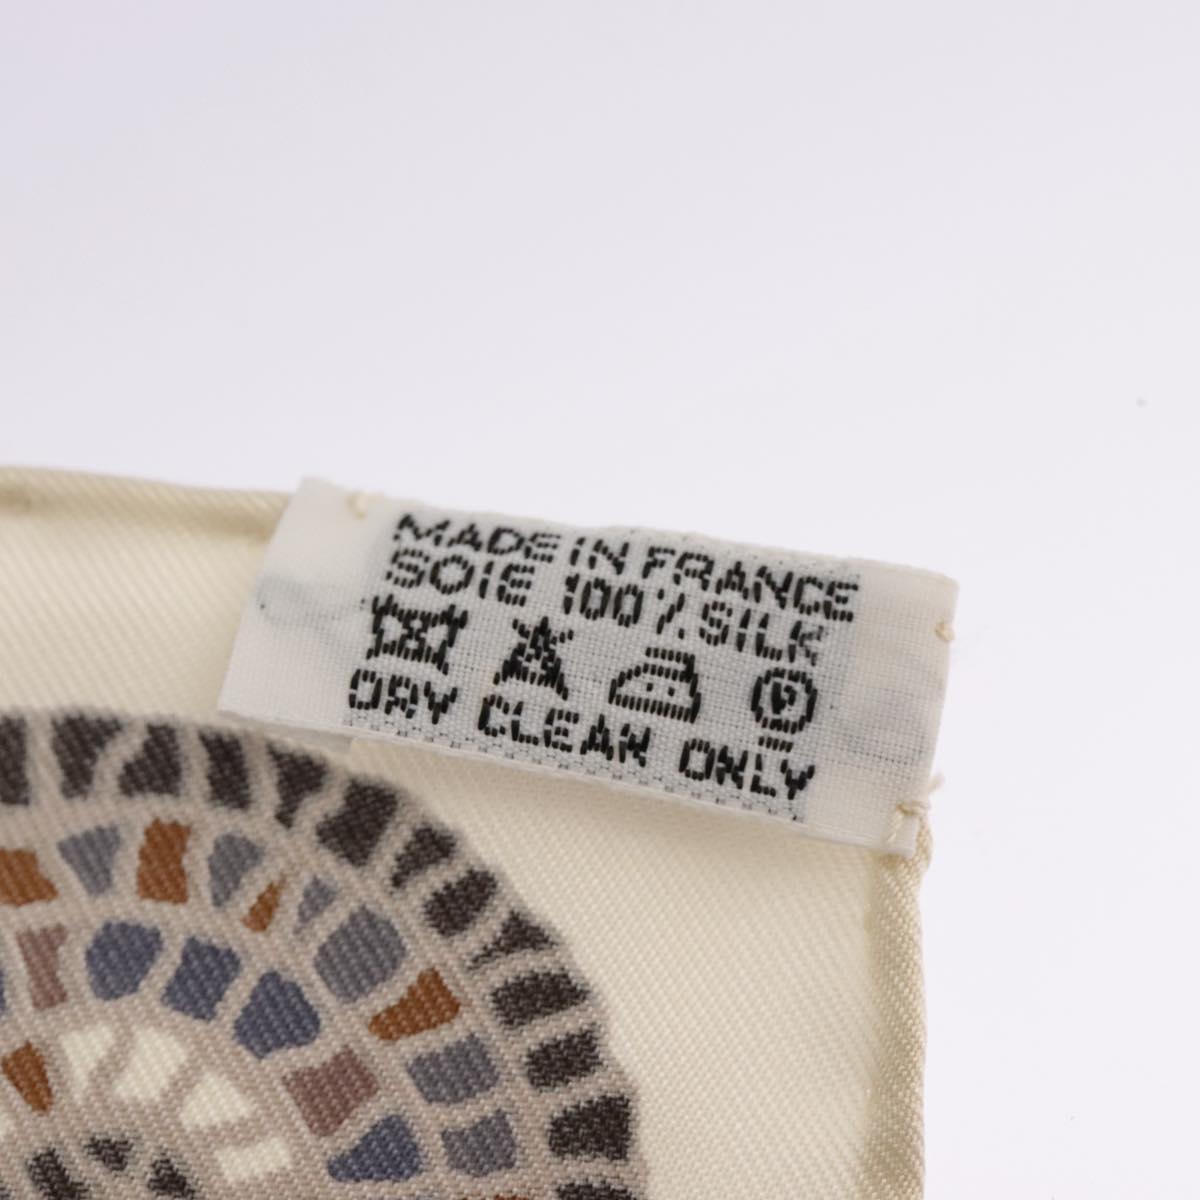 MADE IN FRANCE
SOIE 100% SILK
P
DRY CLEAN ONLY